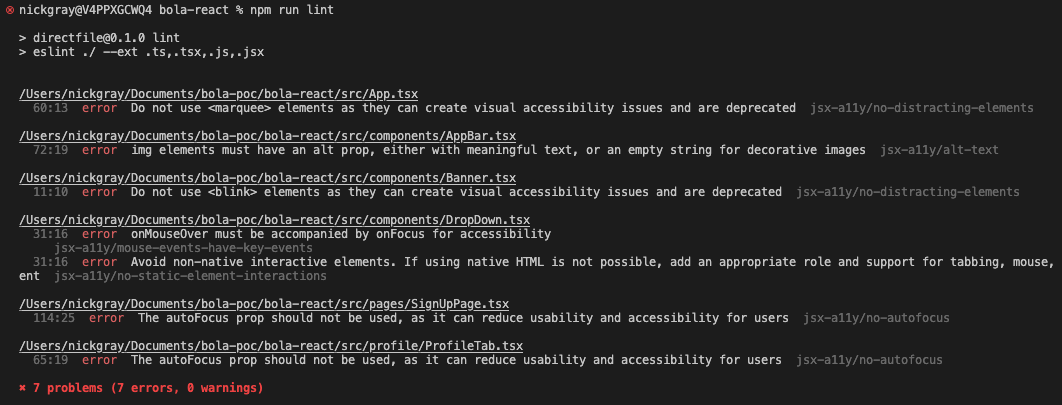 nickgray@V4PPXGCWQ4 bola-react % npm run lint
> directfile@0.1.0 lint
> eslint ./ --ext .ts,.tsx,.js,.jsx
/Users/nickgray/Documents/bola-poc/bola-react/src/App.tsx
60:13 error Do not use <marquee> elements as they can create visual accessibility issues and are deprecated jsx-a11y/no-distracting-elements
/Users/nickgray/Documents/bola-poc/bola-react/src/components/AppBar.tsx
72:19 error img elements must have an alt prop, either with meaningful text, or an empty string for decorative images jsx-a11y/alt-text
/Users/nickgray/Documents/bola-poc/bola-react/src/components/Banner.tsx
11:10 error Do not use <blink> elements as they can create visual accessibility issues and are deprecated jsx-a11y/no-distracting-elements
/Users/nickgray/Documents/bola-poc/bola-react/src/components/DropDown.tsx
31:16 error onMouseOver must be accompanied by onFocus for accessibility
jsx-a11y/mouse-events-have-key-events
31:16 error Avoid non-native interactive elements. If using native HTML is not possible, add an appropriate role and support for tabbing, mouse,
ent jsx-a11y/no-static-element-interactions
/Users/nickgray/Documents/bola-poc/bola-react/src/pages/SignUpPage.tsx
114:25 error The autoFocus prop should not be used, as it can reduce usability and accessibility for users jsx-a11y/no-autofocus
/Users/nickgray/Documents/bola-poc/bola-react/src/profile/ProfileTab.tsx
65:19 error The autoFocus prop should not be used, as it can reduce usability and accessibility for users jsx-a11y/no-autofocus
✖ 7 problems (7 errors, 0 warnings)